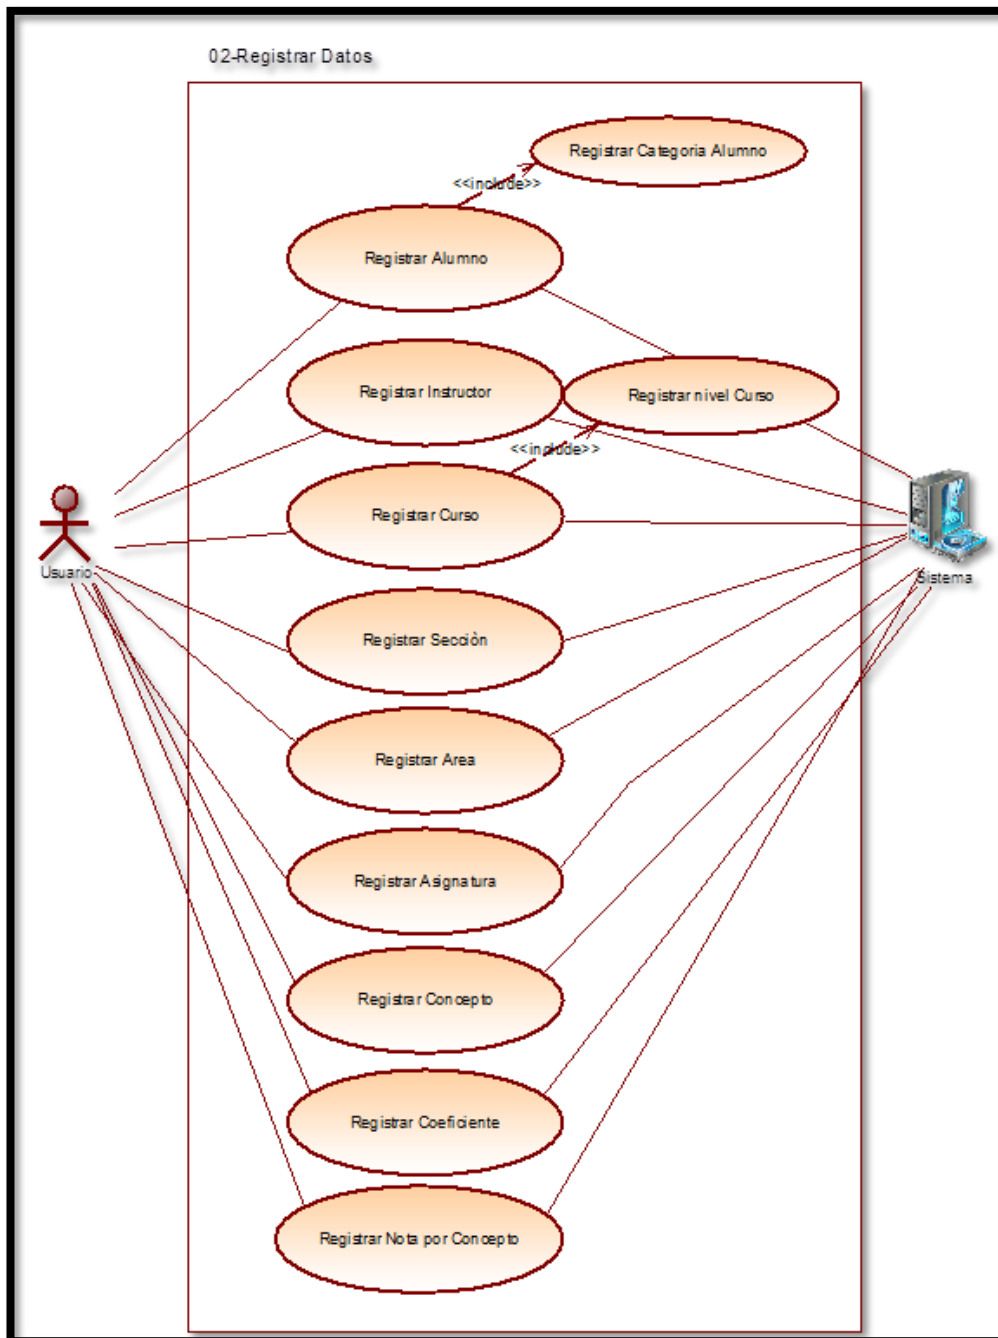 02-Registrar Datos
Registrar Categoria Alumno
<<include>>
Registrar Alumno
Registrar Instructor
Registrar nivel Curso
<<include>>
Registrar Curso
Usuario
Sistema
Registrar Sección
Registrar Area
Registrar Asignatura
Registrar Concepto
Registrar Coeficiente
Registrar Nota por Concepto